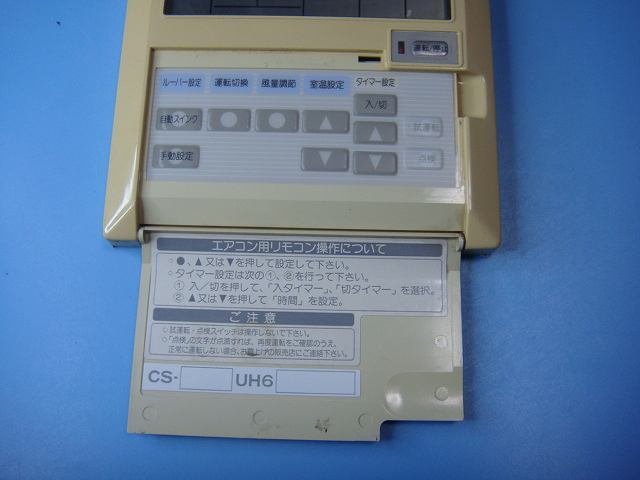 運転/停止
ルーバー設定 運転切換 風量調節 室温設定 タイマー設定
入/切
自動スイング ● ● ▲ ▲ 試運転
手動設定 ▼ ▼ 点検
エアコン用リモコン操作について
○●、▲又は▼を押して設定して下さい。
○タイマー設定は次の①、②を行って下さい。
① 入/切を押して、「入タイマー」、「切タイマー」を選択。
② ▲又は▼を押して「時間」を設定。
ご注意
○試運転・点検スイッチは操作しないで下さい。
○「点検」の文字が点滅すれば、再度運転をご確認のうえ、
正常に運転しない場合、お買上げの販売店にご連絡下さい。
CS- UH6